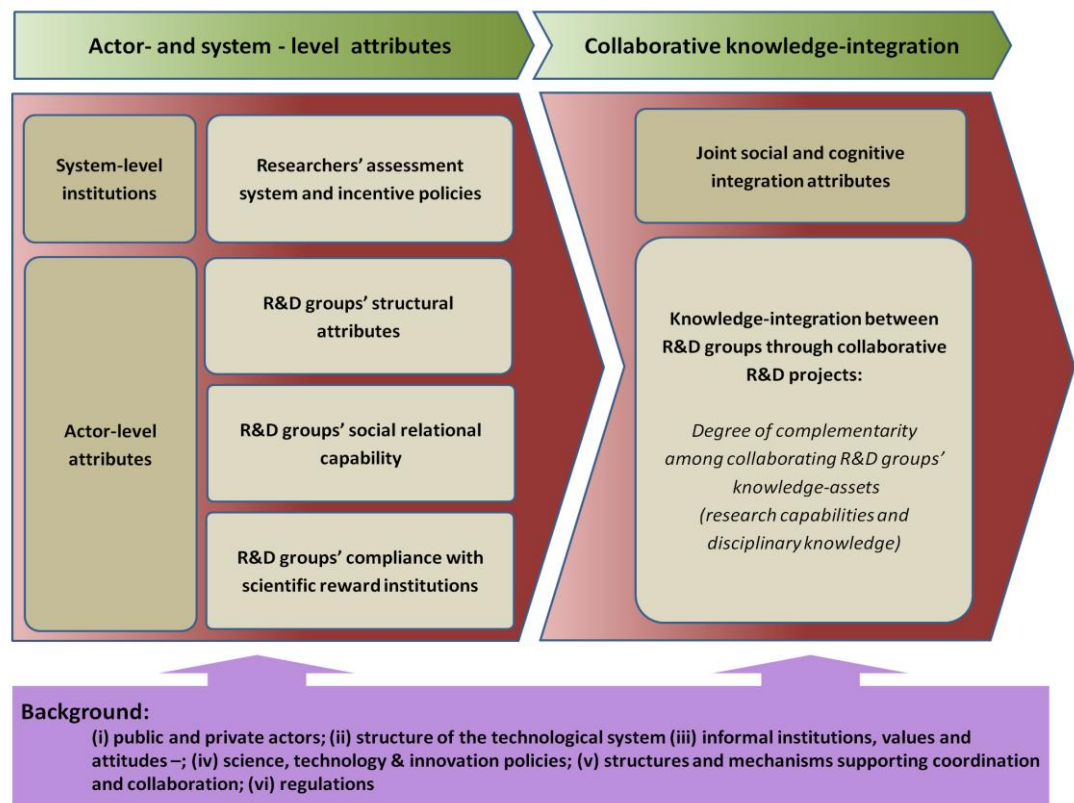 Actor- and system - level attributes
Collaborative knowledge-integration
System-level
institutions
Researchers' assessment
system and incentive policies
Actor-level
attributes
R&D groups' structural
attributes
R&D groups' social relational
capability
R&D groups' compliance with
scientific reward institutions
Joint social and cognitive
integration attributes
Knowledge-integration between
R&D groups through collaborative
R&D projects:
Degree of complementarity
among collaborating R&D groups'
knowledge-assets
(research capabilities and
disciplinary knowledge)
Background:
(i) public and private actors; (ii) structure of the technological system (iii) informal institutions, values and
attitudes –; (iv) science, technology & innovation policies; (v) structures and mechanisms supporting coordination
and collaboration; (vi) regulations